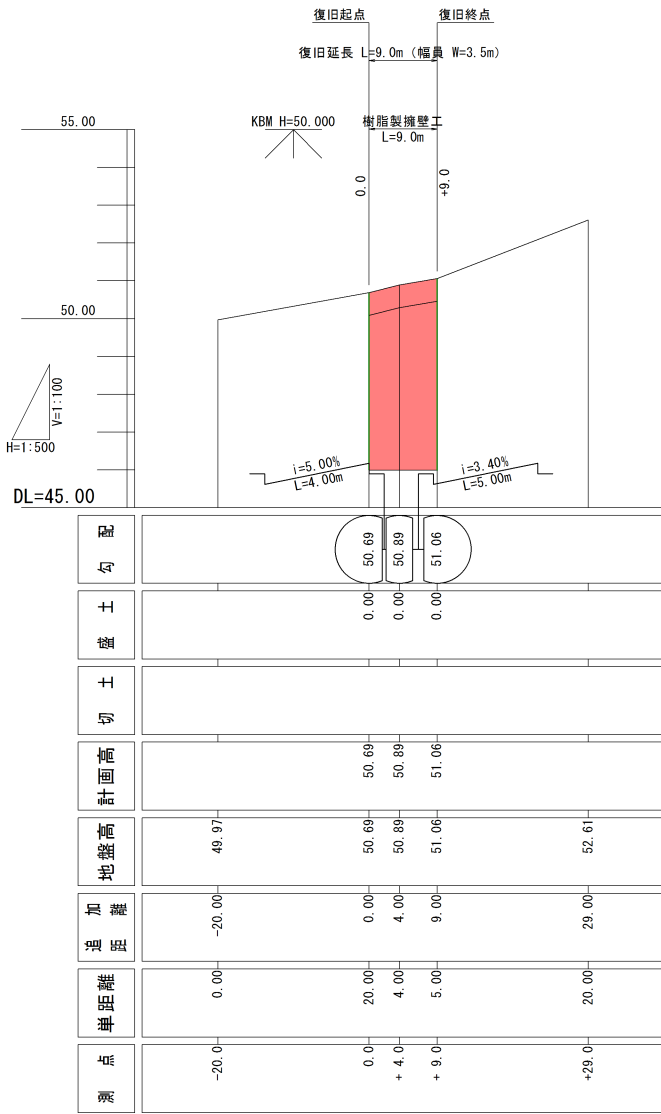 復旧起点
復旧終点
復旧延長 L=9.0m (幅員 W=3.5m)
55.00
KBM H=50.000
樹脂製擁壁工
L=9.0m
0.0
+9.0
50.00
V=1:100
H=1:500
i=5.00%
L=4.00m
i=3.40%
L=5.00m
DL=45.00
勾 配
50.69
50.89
51.06
盛 土
0.00
0.00
0.00
切 土
計画高
50.69
50.89
51.06
地盤高
49.97
50.69
50.89
51.06
52.61
追加
距離
-20.00
0.00
4.00
9.00
29.00
単距離
0.00
20.00
4.00
5.00
20.00
測 点
-20.0
0.0
+ 4.0
+ 9.0
+29.0